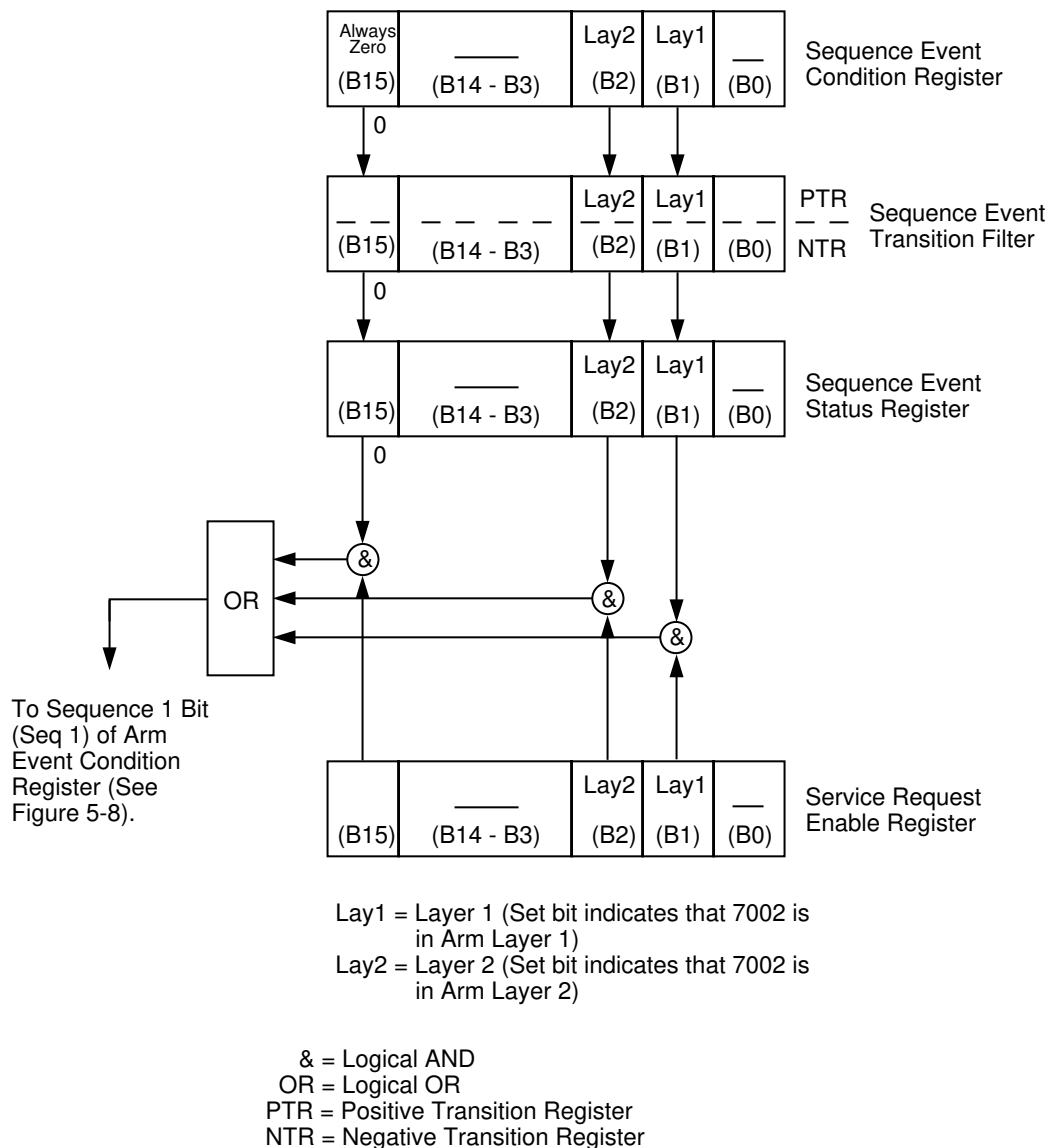 Always
Zero
(B15)
(B14 - B3)
Lay2
(B2)
Lay1
(B1)
(B0)
Sequence Event
Condition Register
0
(B15)
(B14 - B3)
Lay2
(B2)
Lay1
(B1)
(B0)
PTR
NTR
Sequence Event
Transition Filter
0
(B15)
(B14 - B3)
Lay2
(B2)
Lay1
(B1)
(B0)
Sequence Event
Status Register
0
&
&
&
OR
To Sequence 1 Bit
(Seq 1) of Arm
Event Condition
Register (See
Figure 5-8).
(B15)
(B14 - B3)
Lay2
(B2)
Lay1
(B1)
(B0)
Service Request
Enable Register
Lay1 = Layer 1 (Set bit indicates that 7002 is
in Arm Layer 1)
Lay2 = Layer 2 (Set bit indicates that 7002 is
in Arm Layer 2)
& = Logical AND
OR = Logical OR
PTR = Positive Transition Register
NTR = Negative Transition Register